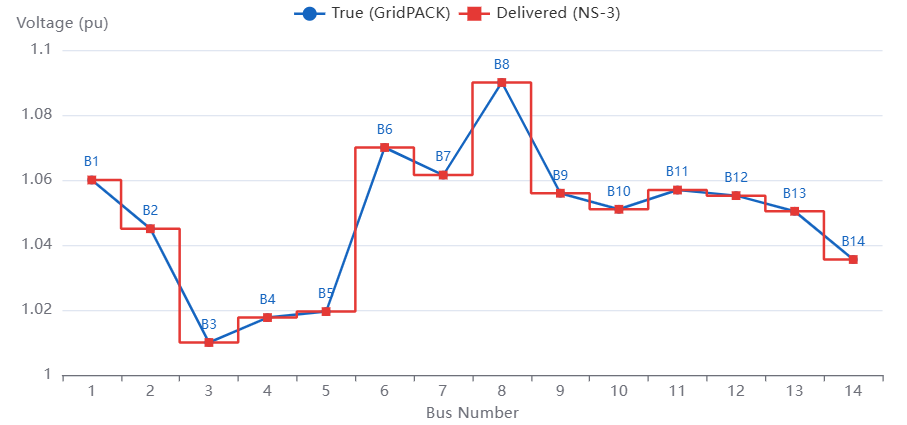 True (GridPACK) Delivered (NS-3)
Voltage (pu)
1.1
1.08
1.06
1.04
1.02
1
B1
B2
B3
B4
B5
B6
B7
B8
B9
B10
B11
B12
B13
B14
1 2 3 4 5 6 7 8 9 10 11 12 13 14
Bus Number